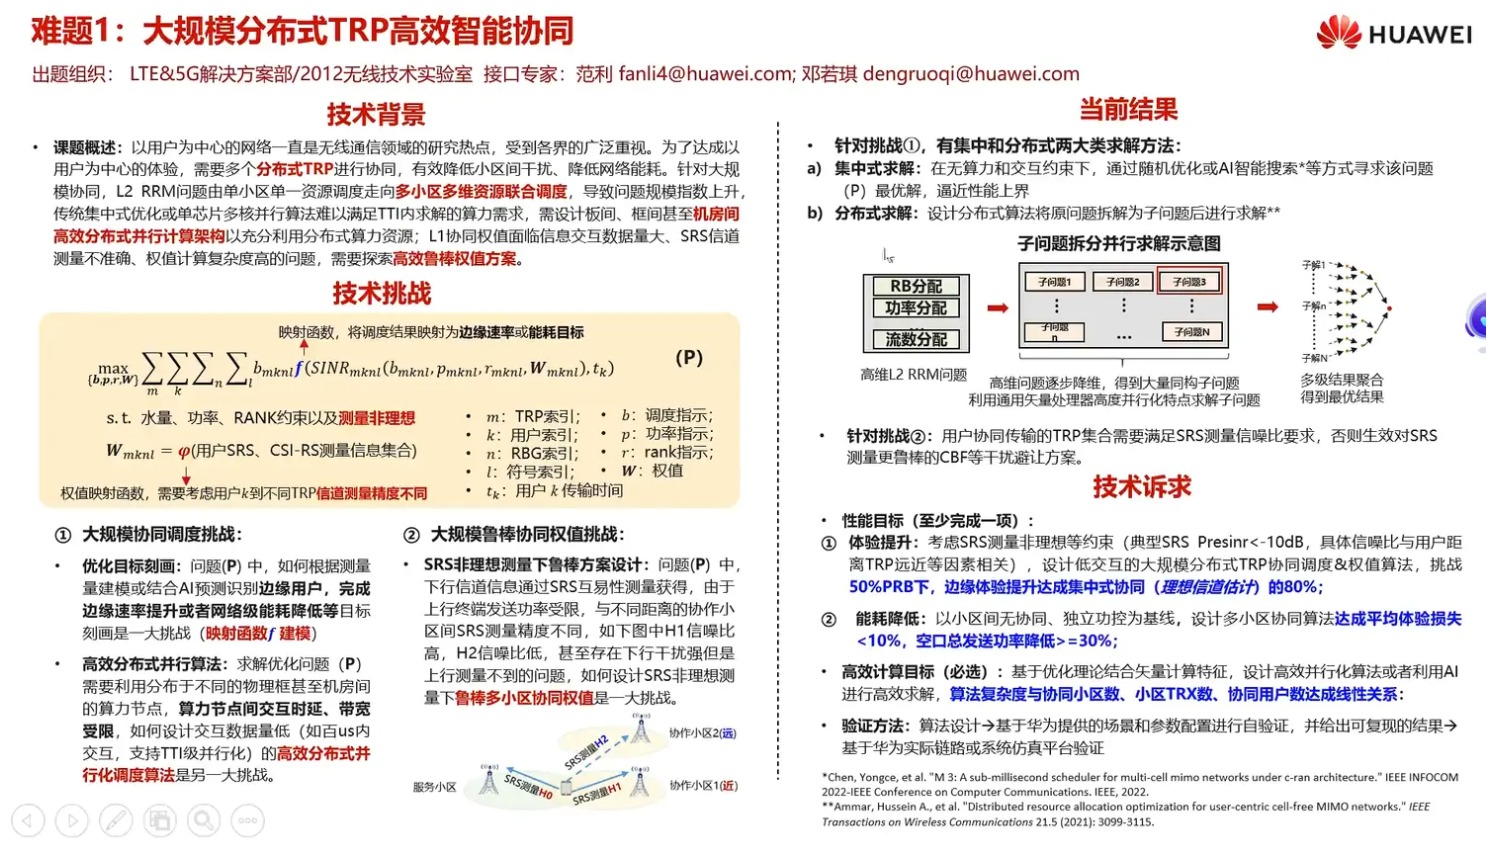 难题1：大规模分布式TRP高效智能协同
HUAWEI
出题组织： LTE&5G解决方案部/2012无线技术实验室 接口专家：范利 fanli4@huawei.com; 邓若琪 dengruoqi@huawei.com
技术背景
• 课题概述：以用户为中心的网络一直是无线通信领域的研究热点，受到各界的广泛重视。为了达成以
用户为中心的体验，需要多个分布式TRP进行协同，有效降低小区间干扰、降低网络能耗。针对大规
模协同，L2 RRM问题由单小区单一资源调度走向多小区多维资源联合调度，导致问题规模指数上升，
传统集中式优化或单芯片多核并行算法难以满足TTI内求解的算力需求，需设计板间、框间甚至机房间
高效分布式并行计算架构以充分利用分布式算力资源；L1协同权值面临信息交互数据量大、SRS信道
测量不准确、权值计算复杂度高的问题，需要探索高效鲁棒权值方案。
技术挑战
映射函数，将调度结果映射为边缘速率或能耗目标
max {b,p,r,W} ∑m ∑k ∑n ∑l b_mknl f(SINR_mknl(b_mknl, p_mknl, r_mknl, W_mknl), t_k) (P)
s.t. 水量、功率、RANK约束以及测量非理想
W_mknl = φ(用户SRS、CSI-RS测量信息集合)
权值映射函数，需要考虑用户k到不同TRP信道测量精度不同
• m：TRP索引； • b：调度指示；
• k：用户索引； • p：功率指示；
• n：RBG索引； • r：rank指示；
• l：符号索引； • W：权值
• t_k：用户 k 传输时间
① 大规模协同调度挑战：
• 优化目标刻画：问题(P) 中，如何根据测量
量建模或结合AI预测识别边缘用户，完成
边缘速率提升或者网络级能耗降低等目标
刻画是一大挑战（映射函数f 建模）
• 高效分布式并行算法：求解优化问题（P）
需要利用分布于不同的物理框甚至机房间
的算力节点，算力节点间交互时延、带宽
受限，如何设计交互数据量低（如百us内
交互，支持TTI级并行化）的高效分布式并
行化调度算法是另一大挑战。
② 大规模鲁棒协同权值挑战：
• SRS非理想测量下鲁棒方案设计：问题(P) 中，
下行信道信息通过SRS互易性测量获得，由于
上行终端发送功率受限，与不同距离的协作小
区间SRS测量精度不同，如下图中H1信噪比
高，H2信噪比低，甚至存在下行干扰强但是
上行测量不到的问题，如何设计SRS非理想测
量下鲁棒多小区协同权值是一大挑战。
协作小区2(远)
SRS测量H2
服务小区
SRS测量H0
SRS测量H1
协作小区1(近)
当前结果
• 针对挑战①，有集中和分布式两大类求解方法：
a) 集中式求解：在无算力和交互约束下，通过随机优化或AI智能搜索*等方式寻求该问题
（P）最优解，逼近性能上界
b) 分布式求解：设计分布式算法将原问题拆解为子问题后进行求解**
子问题拆分并行求解示意图
RB分配
功率分配
...
流数分配
高维L2 RRM问题
子问题1 子问题2 子问题3
子问题n ... 子问题N
高维问题逐步降维，得到大量同构子问题
利用通用矢量处理器高度并行化特点求解子问题
子解1
子解n
子解N
多级结果聚合
得到最优结果
• 针对挑战②：用户协同传输的TRP集合需要满足SRS测量信噪比要求，否则生效对SRS
测量更鲁棒的CBF等干扰避让方案。
技术诉求
• 性能目标（至少完成一项）：
① 体验提升：考虑SRS测量非理想等约束（典型SRS Presinr<-10dB，具体信噪比与用户距
离TRP远近等因素相关），设计低交互的大规模分布式TRP协同调度&权值算法，挑战
50%PRB下，边缘体验提升达成集中式协同（理想信道估计）的80%；
② 能耗降低：以小区间无协同、独立功控为基线，设计多小区协同算法达成平均体验损失
<10%，空口总发送功率降低>=30%；
• 高效计算目标（必选）：基于优化理论结合矢量计算特征，设计高效并行化算法或者利用AI
进行高效求解，算法复杂度与协同小区数、小区TRX数、协同用户数达成线性关系；
• 验证方法：算法设计→基于华为提供的场景和参数配置进行自验证，并给出可复现的结果→
基于华为实际链路或系统仿真平台验证
*Chen, Yongce, et al. "M 3: A sub-millisecond scheduler for multi-cell mimo networks under c-ran architecture." IEEE INFOCOM
2022-IEEE Conference on Computer Communications. IEEE, 2022.
**Ammar, Hussein A., et al. "Distributed resource allocation optimization for user-centric cell-free MIMO networks." IEEE
Transactions on Wireless Communications 21.5 (2021): 3099-3115.